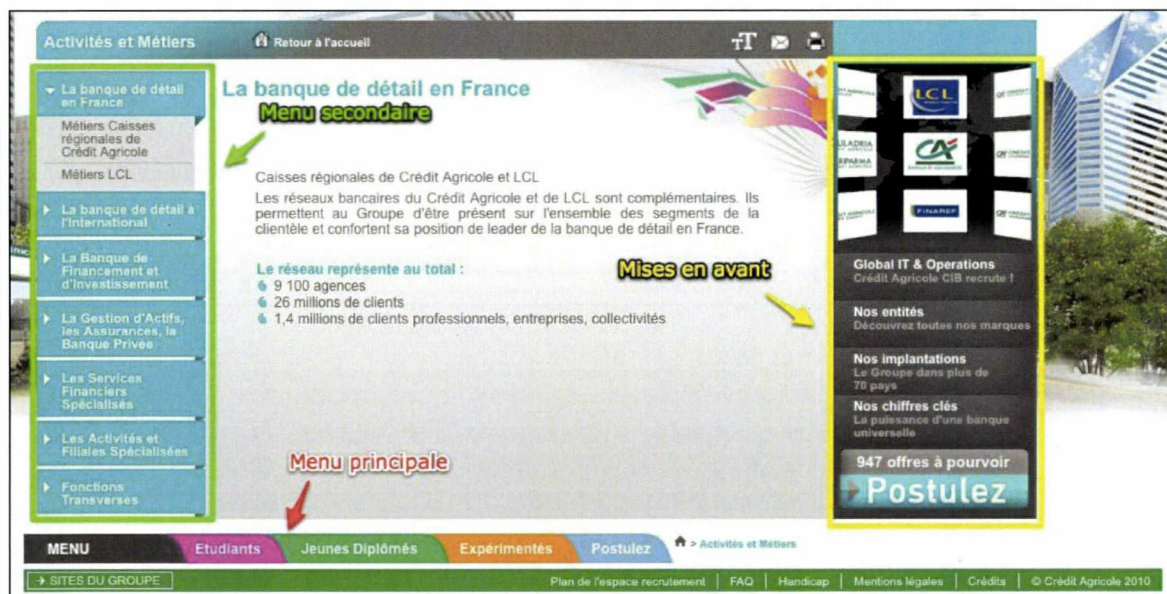 Activités et Métiers
Retour à l'accueil
TT
La banque de détail
en France
Métiers Caisses
régionales de
Crédit Agricole
Métiers LCL
La banque de détail à
l'International
La Banque de
Financement et
d'Investissement
La Gestion d'Actifs,
les Assurances, la
Banque Privée
Les Services
Financiers
Spécialisés
Les Activités et
Filiales Spécialisées
Fonctions
Transverses
La banque de détail en France
Menu secondaire
Caisses régionales de Crédit Agricole et LCL
Les réseaux bancaires du Crédit Agricole et de LCL sont complémentaires. Ils
permettent au Groupe d'être présent sur l'ensemble des segments de la
clientèle et confortent sa position de leader de la banque de détail en France.
Le réseau représente au total :
9 100 agences
26 millions de clients
1,4 millions de clients professionnels, entreprises, collectivités
Mises en avant
Menu principale
LCL
CA
FINAREF
Global IT & Operations
Crédit Agricole CIB recrute !
Nos entités
Découvrez toutes nos marques
Nos implantations
Le Groupe dans plus de
70 pays
Nos chiffres clés
La puissance d'une banque
universelle
947 offres à pourvoir
Postulez
MENU
Etudiants
Jeunes Diplômés
Expérimentés
Postulez
> Activités et Métiers
→ SITES DU GROUPE
Plan de l'espace recrutement | FAQ | Handicap | Mentions légales | Crédits | © Crédit Agricole 2010